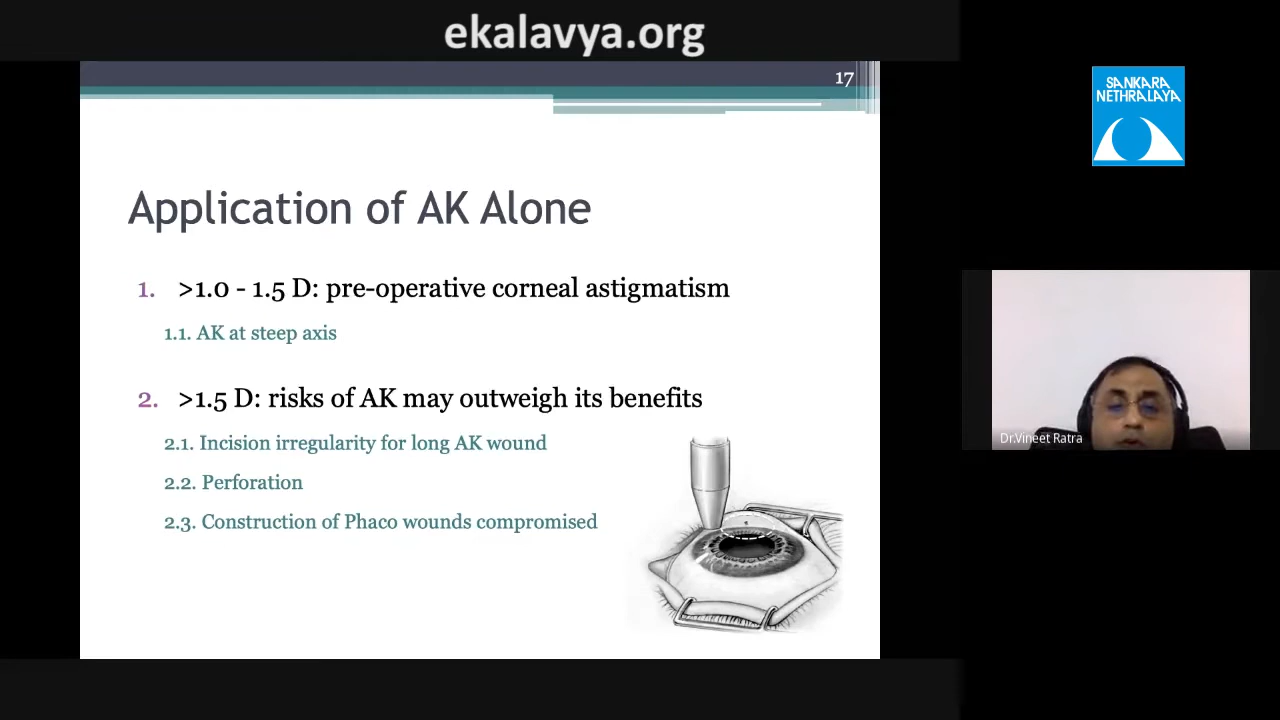 ekalavya.org
17
SANKARA
NETHRALAYA
Application of AK Alone
1. >1.0 - 1.5 D: pre-operative corneal astigmatism
1.1. AK at steep axis
2. >1.5 D: risks of AK may outweigh its benefits
2.1. Incision irregularity for long AK wound
2.2. Perforation
2.3. Construction of Phaco wounds compromised
Dr.Vineet Ratra